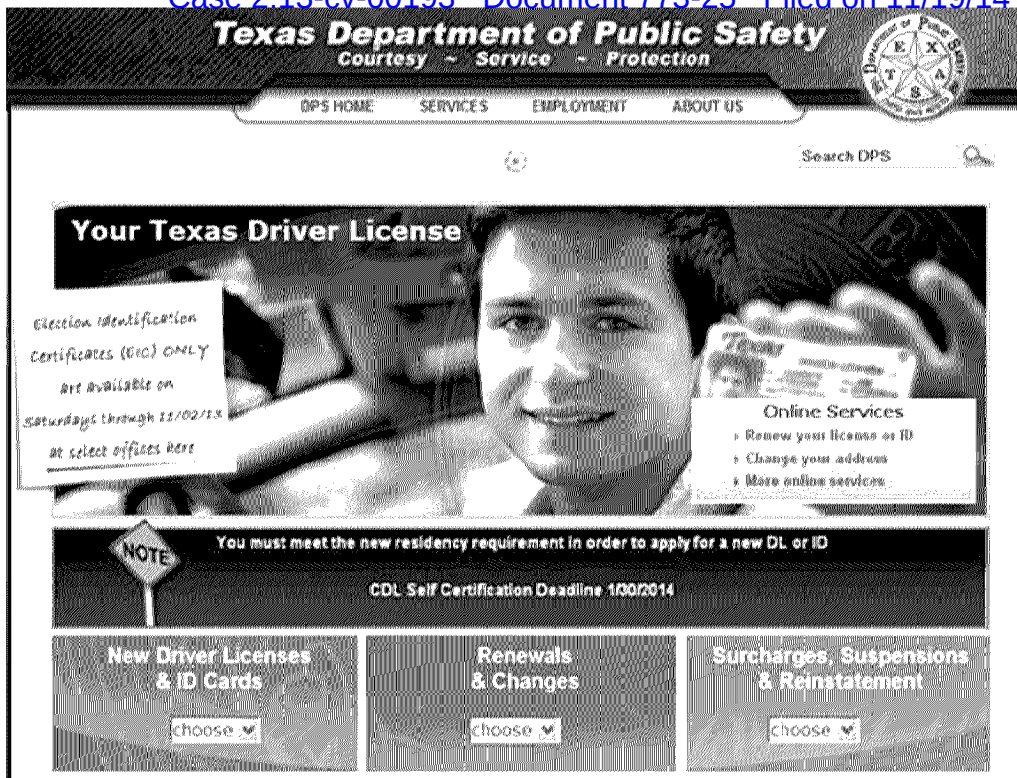 Case 2:13-cv-00193 Document 773-23 Filed on 11/19/14
Texas Department of Public Safety
Courtesy ~ Service ~ Protection
DPS HOME SERVICES EMPLOYMENT ABOUT US
TEXAS
Search DPS
Your Texas Driver License
Election Identification
Certificates (EIC) ONLY
are available on
Saturdays through 11/02/13
at select offices here
Texas
Online Services
Renew your license or ID
Change your address
More online services
NOTE
You must meet the new residency requirement in order to apply for a new DL or ID
CDL Self Certification Deadline 1/30/2014
New Driver Licenses
& ID Cards
choose
Renewals
& Changes
choose
Surcharges, Suspensions
& Reinstatement
choose